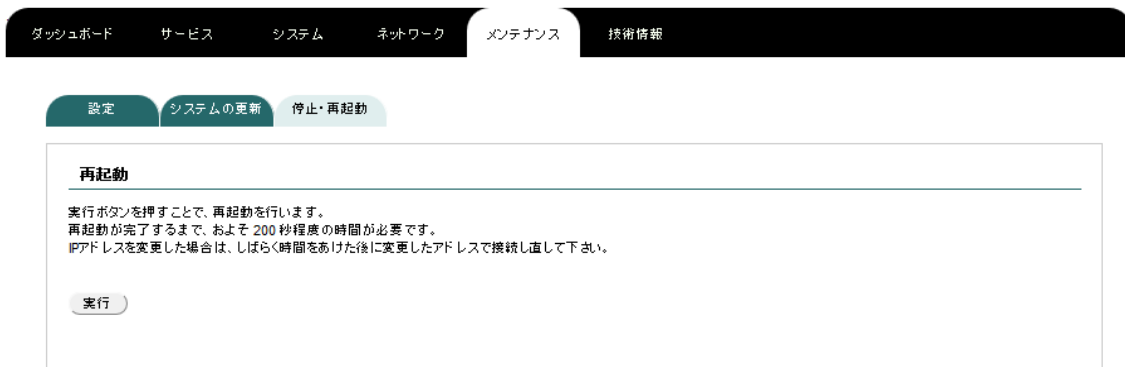 ダッシュボード サービス システム ネットワーク メンテナンス 技術情報
設定 システムの更新 停止・再起動
再起動
実行ボタンを押すことで、再起動を行います。
再起動が完了するまで、およそ 200 秒程度の時間が必要です。
IPアドレスを変更した場合は、しばらく時間をあけた後に変更したアドレスで接続し直して下さい。
実行